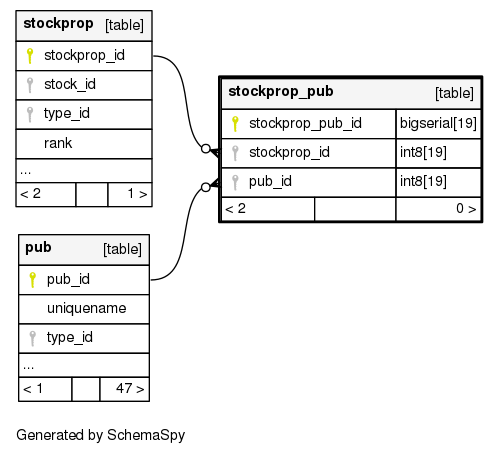 stockprop [table]
stockprop_id
stock_id
type_id
rank
...
< 2 1 >
stockprop_pub [table]
stockprop_pub_id bigserial[19]
stockprop_id int8[19]
pub_id int8[19]
< 2 0 >
pub [table]
pub_id
uniquename
type_id
...
< 1 47 >
Generated by SchemaSpy